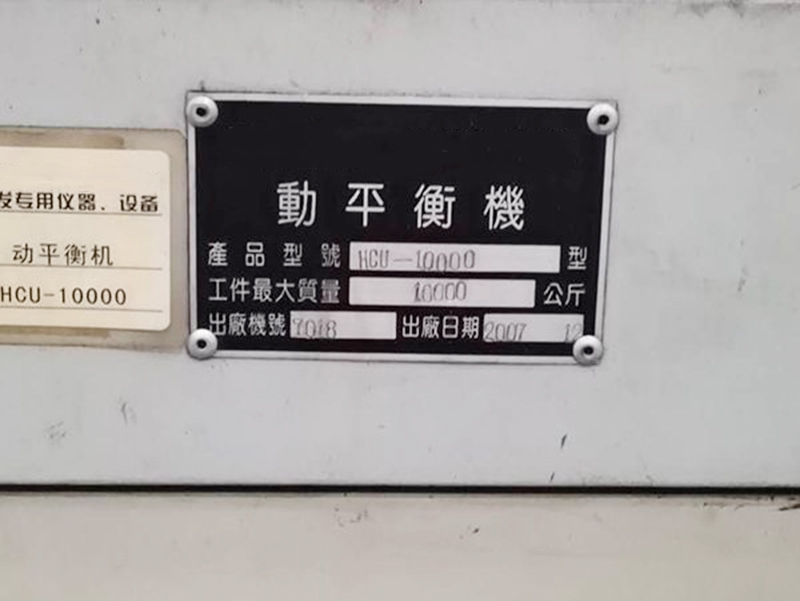 发专用仪器、设备
动平衡机
HCU-10000
動平衡機
產品型號 HCU-10000 型
工件最大質量 10000 公斤
出廠機號 7018 出廠日期 2007 12